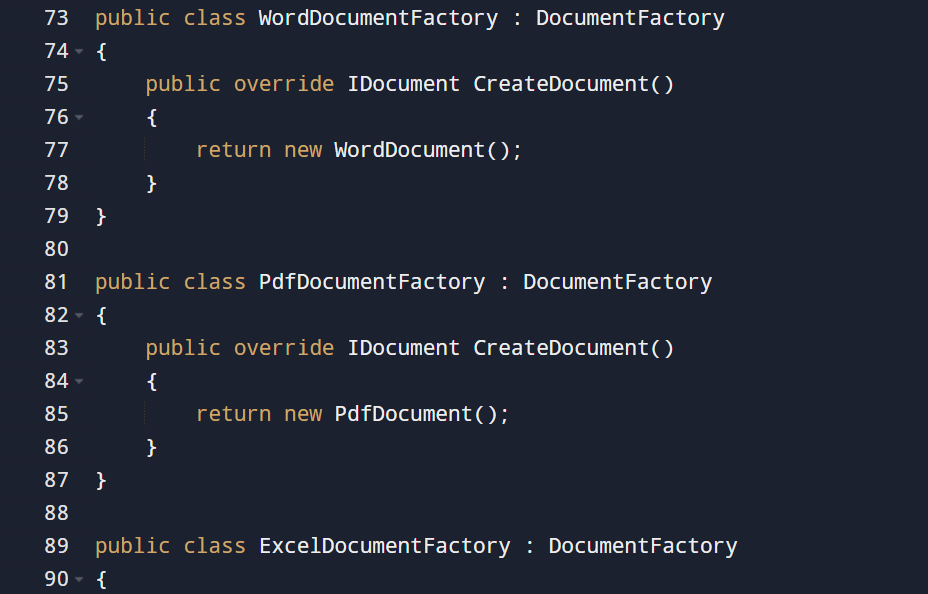 73 public class WordDocumentFactory : DocumentFactory
74 {
75     public override IDocument CreateDocument()
76     {
77         return new WordDocument();
78     }
79 }
80
81 public class PdfDocumentFactory : DocumentFactory
82 {
83     public override IDocument CreateDocument()
84     {
85         return new PdfDocument();
86     }
87 }
88
89 public class ExcelDocumentFactory : DocumentFactory
90 {